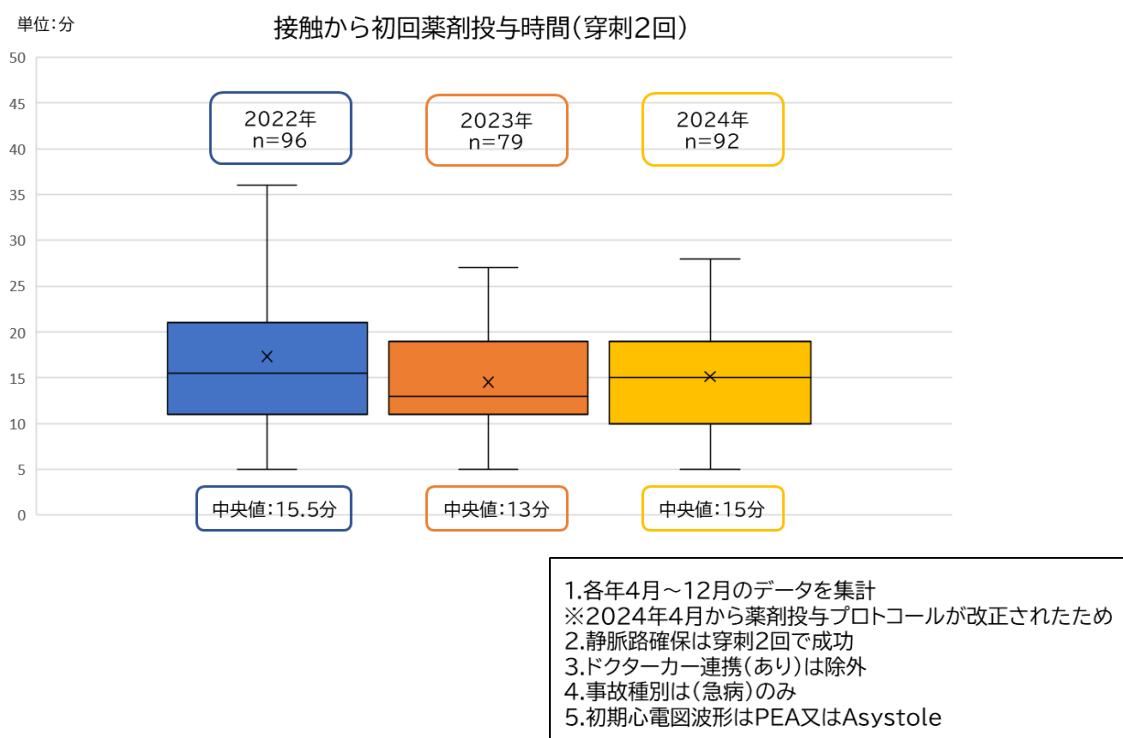 単位:分
接触から初回薬剤投与時間(穿刺2回)
50
45
40
35
30
25
20
15
10
5
0
2022年
n=96
2023年
n=79
2024年
n=92
中央値:15.5分
中央値:13分
中央値:15分
1.各年4月～12月のデータを集計
※2024年4月から薬剤投与プロトコールが改正されたため
2.静脈路確保は穿刺2回で成功
3.ドクターカー連携(あり)は除外
4.事故種別は(急病)のみ
5.初期心電図波形はPEA又はAsystole